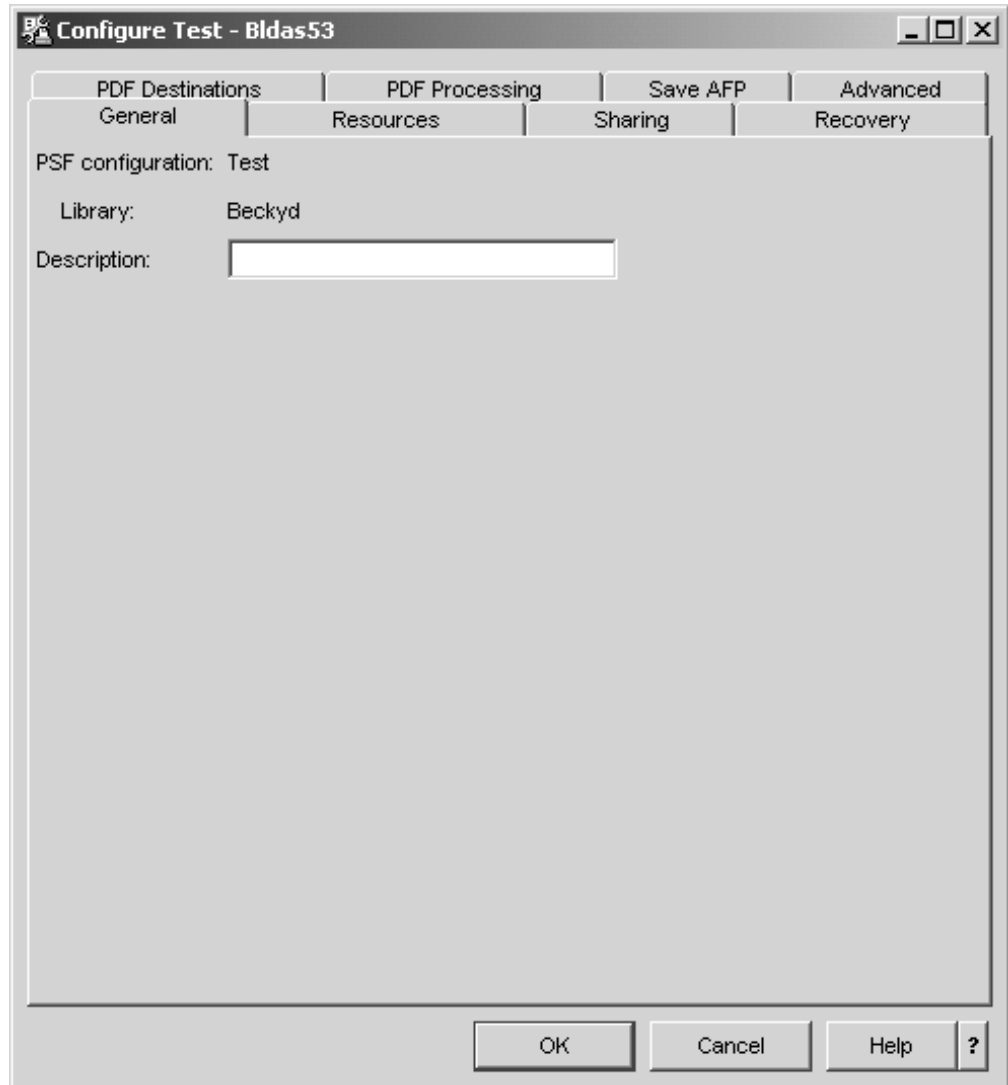 Configure Test - Bldas53
PDF Destinations PDF Processing Save AFP Advanced
General Resources Sharing Recovery
PSF configuration: Test
Library: Beckyd
Description:
OK Cancel Help ?